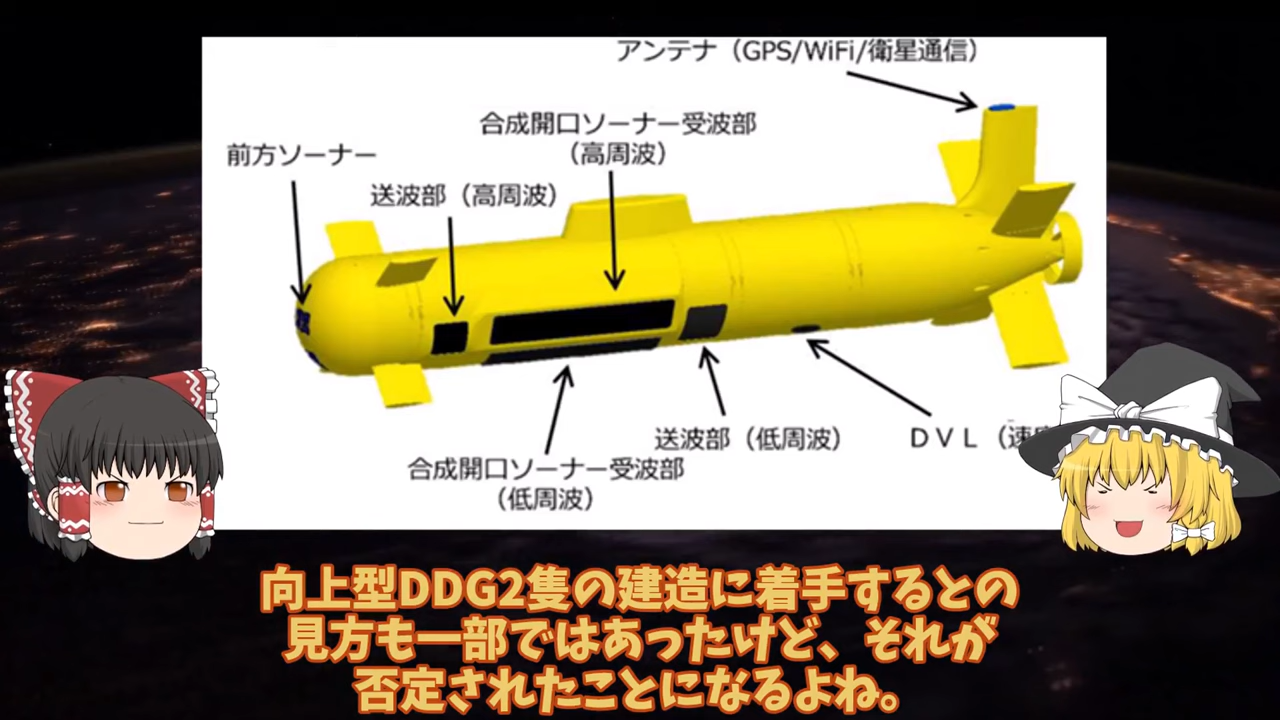 アンテナ（GPS/WiFi/衛星通信）
合成開口ソーナー受波部
（高周波）
前方ソーナー
送波部（高周波）
送波部（低周波）
ＤＶＬ（速
合成開口ソーナー受波部
（低周波）
向上型DDG2隻の建造に着手するとの
見方も一部ではあったけど、それが
否定されたことになるよね。